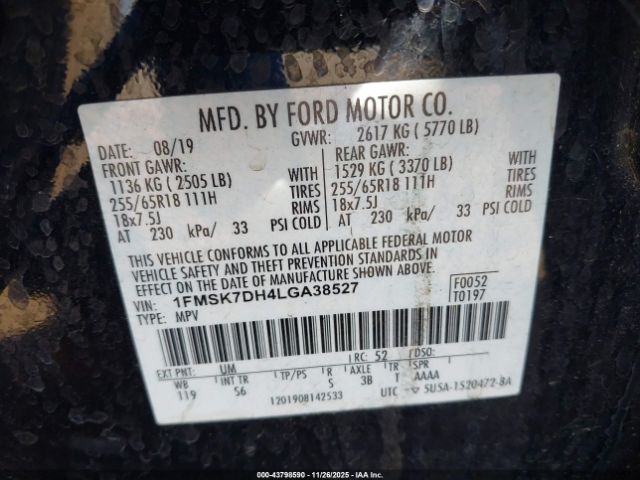 MFD. BY FORD MOTOR CO.
DATE: 08/19 GVWR: 2617 KG ( 5770 LB)
FRONT GAWR: REAR GAWR:
1136 KG ( 2505 LB) WITH 1529 KG ( 3370 LB) WITH
255/65R18 111H TIRES 255/65R18 111H TIRES
18x7.5J RIMS 18x7.5J RIMS
AT 230 kPa/ 33 PSI COLD AT 230 kPa/ 33 PSI COLD
THIS VEHICLE CONFORMS TO ALL APPLICABLE FEDERAL MOTOR
VEHICLE SAFETY AND THEFT PREVENTION STANDARDS IN
EFFECT ON THE DATE OF MANUFACTURE SHOWN ABOVE.
VIN: 1FMSK7DH4LGA38527 F0052
TYPE: MPV T0197
EXT PNT: UM RC: 52 DSO:
WB INT TR TP/PS R AXLE TR SPR
119 S6 S 3B T AAAA
1201908142533 UTC 5USA-1520472-BA
000-43798590 - 11/26/2025 - IAAI, Inc.